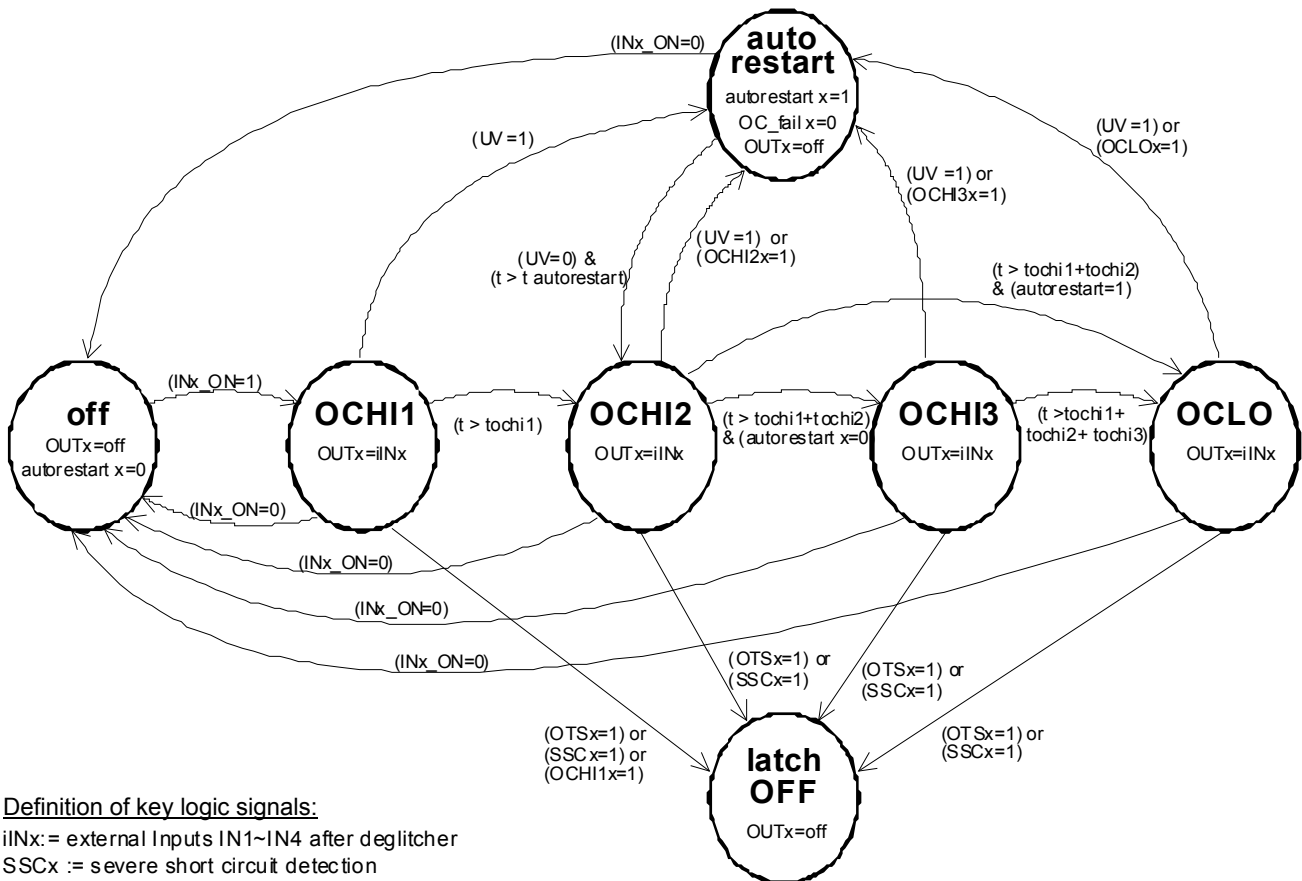 auto
restart
autorestart x=1
OC_fail x=0
OUTx=off
(INx_ON=0)
(UV =1)
(UV =1) or
(OCLOx=1)
(UV =1) or
(OCHI3x=1)
(UV =1) or
(OCHI2x=1)
(UV=0) &
(t > t autorestart)
(t > tochi1+tochi2)
& (autorestart=1)
off
OUTx=off
autorestart x=0
(INx_ON=1)
OCHI1
OUTx=iINx
(t > tochi1)
OCHI2
OUTx=iINx
(t > tochi1+tochi2)
& (autorestart x=0)
OCHI3
OUTx=iINx
(t >tochi1+
tochi2+ tochi3)
OCLO
OUTx=iINx
(INx_ON=0)
(INx_ON=0)
(INx_ON=0)
(INx_ON=0)
(OTSx=1) or
(SSCx=1) or
(OCHI1x=1)
(OTSx=1) or
(SSCx=1)
(OTSx=1) or
(SSCx=1)
(OTSx=1) or
(SSCx=1)
latch
OFF
OUTx=off
Definition of key logic signals:
iINx:= external Inputs IN1~IN4 after deglitcher
SSCx := severe short circuit detection